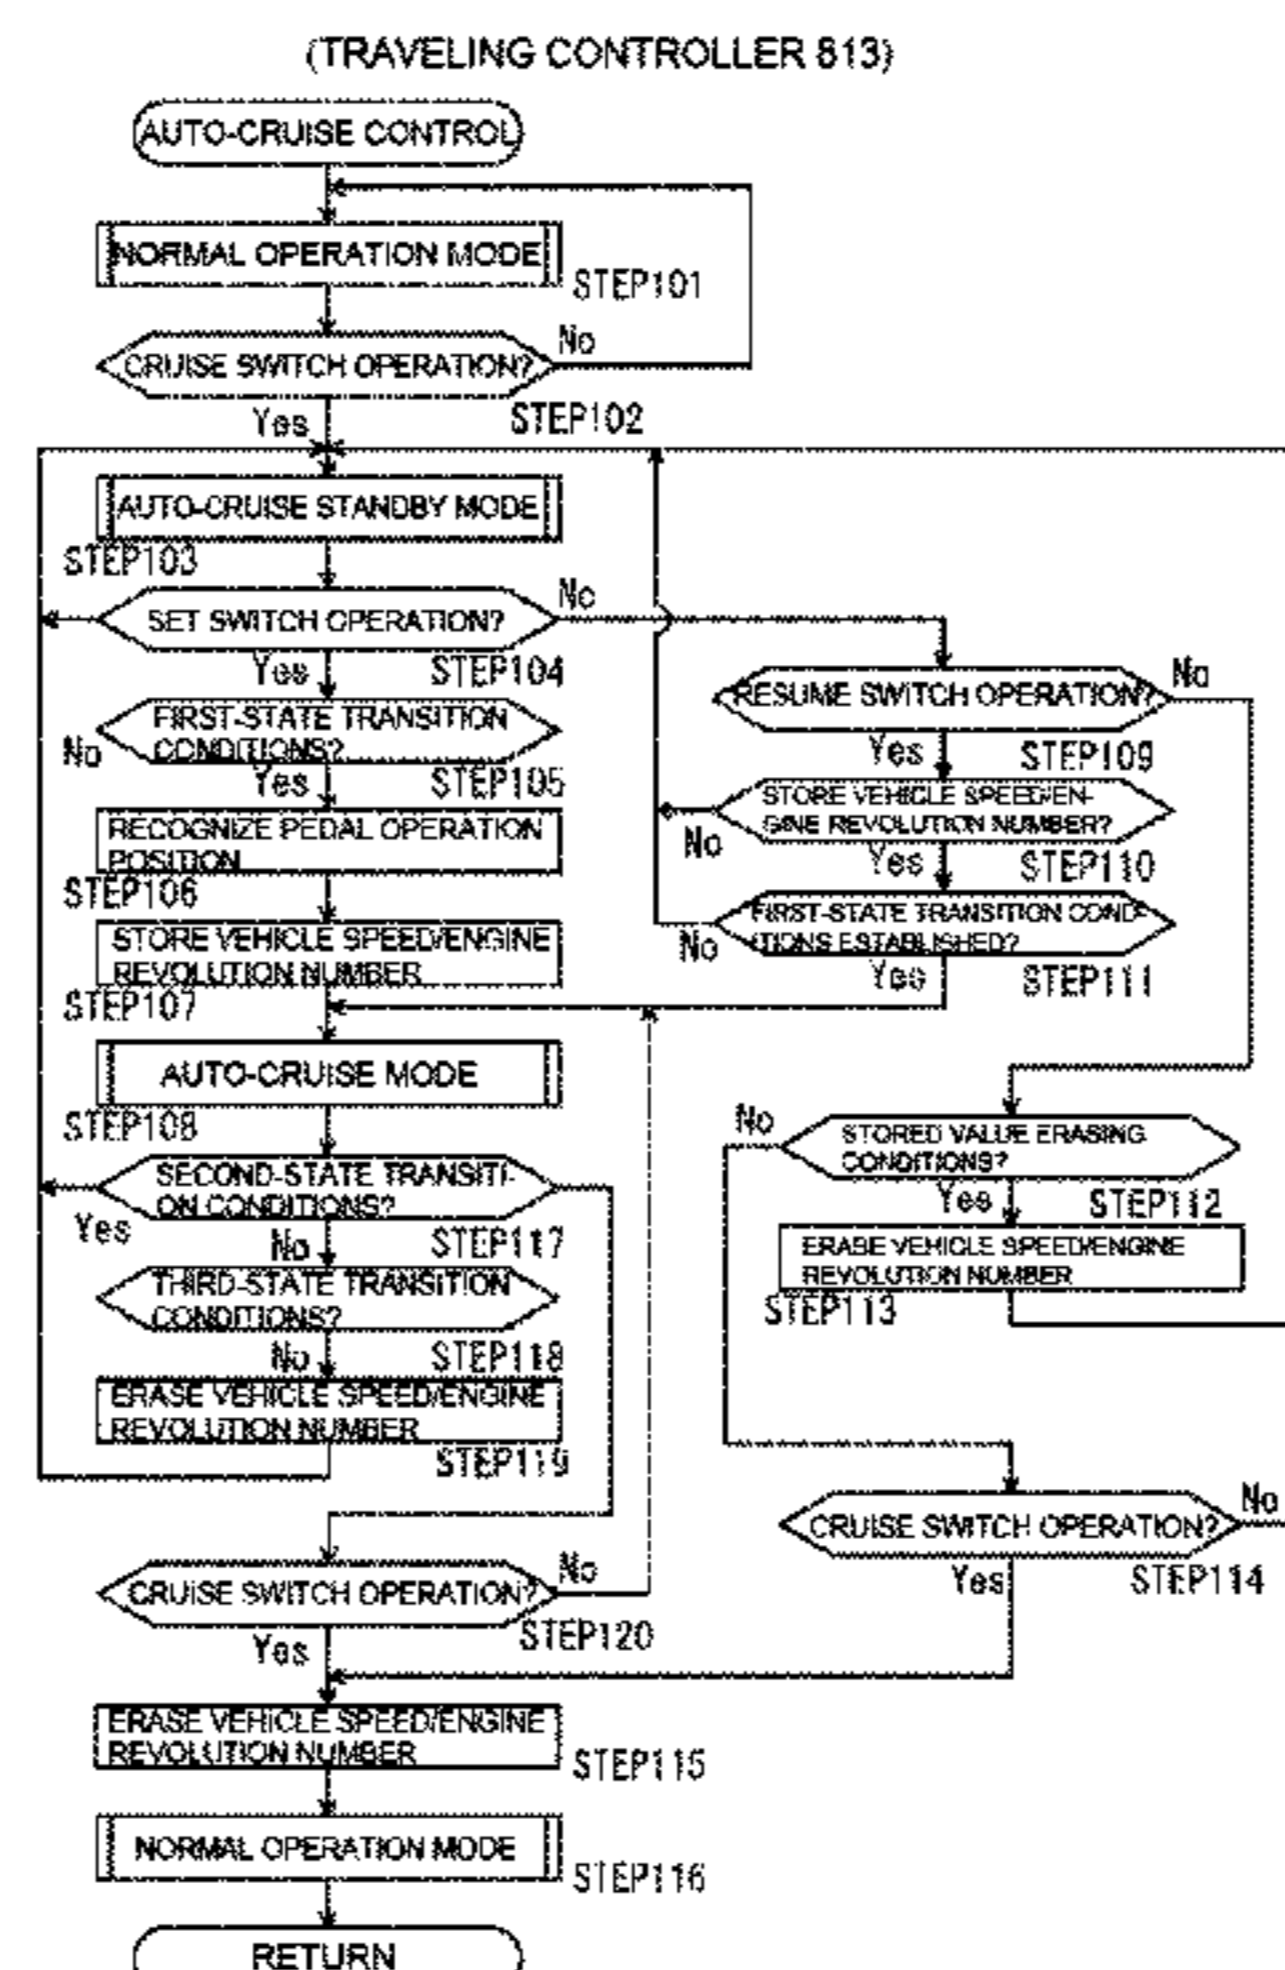 (TRAVELING CONTROLLER 813)
AUTO-CRUISE CONTROL
NORMAL OPERATION MODE
STEP101
CRUISE SWITCH OPERATION?
No
Yes
STEP102
AUTO-CRUISE STANDBY MODE
STEP103
SET SWITCH OPERATION?
No
Yes
STEP104
FIRST-STATE TRANSITION
CONDITIONS?
No
Yes
STEP105
RECOGNIZE PEDAL OPERATION
POSITION
STEP106
STORE VEHICLE SPEED/ENGINE
REVOLUTION NUMBER
STEP107
AUTO-CRUISE MODE
STEP108
SECOND-STATE TRANSITI-
ON CONDITIONS?
Yes
No
STEP117
THIRD-STATE TRANSITION
CONDITIONS?
No
STEP118
ERASE VEHICLE SPEED/ENGINE
REVOLUTION NUMBER
STEP119
CRUISE SWITCH OPERATION?
No
Yes
STEP120
ERASE VEHICLE SPEED/ENGINE
REVOLUTION NUMBER
STEP115
NORMAL OPERATION MODE
STEP116
RETURN
RESUME SWITCH OPERATION?
No
Yes
STEP109
STORE VEHICLE SPEED/EN-
GINE REVOLUTION NUMBER?
No
Yes
STEP110
FIRST-STATE TRANSITION COND-
ITIONS ESTABLISHED?
No
Yes
STEP111
STORED VALUE ERASING
CONDITIONS?
No
Yes
STEP112
ERASE VEHICLE SPEED/ENGINE
REVOLUTION NUMBER
STEP113
CRUISE SWITCH OPERATION?
No
Yes
STEP114